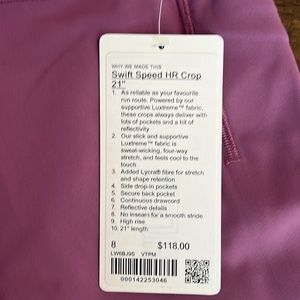 WHY WE MADE THIS
Swift Speed HR Crop
21"
1. As reliable as your favourite
run route. Powered by our
supportive Luxtreme™ fabric,
these crops always deliver with
lots of pockets and a hit of
reflectivity
2. Our slick and supportive
Luxtreme™ fabric is
sweat-wicking, four-way
stretch, and feels cool to the
touch
3. Added Lycra® fibre for stretch
and shape retention
4. Side drop-in pockets
5. Secure back pocket
6. Continuous drawcord
7. Reflective details
8. No inseam for a smooth stride
9. High rise
10. 21" length
8 $118.00
LW6BJ9S VTPM
000142253046